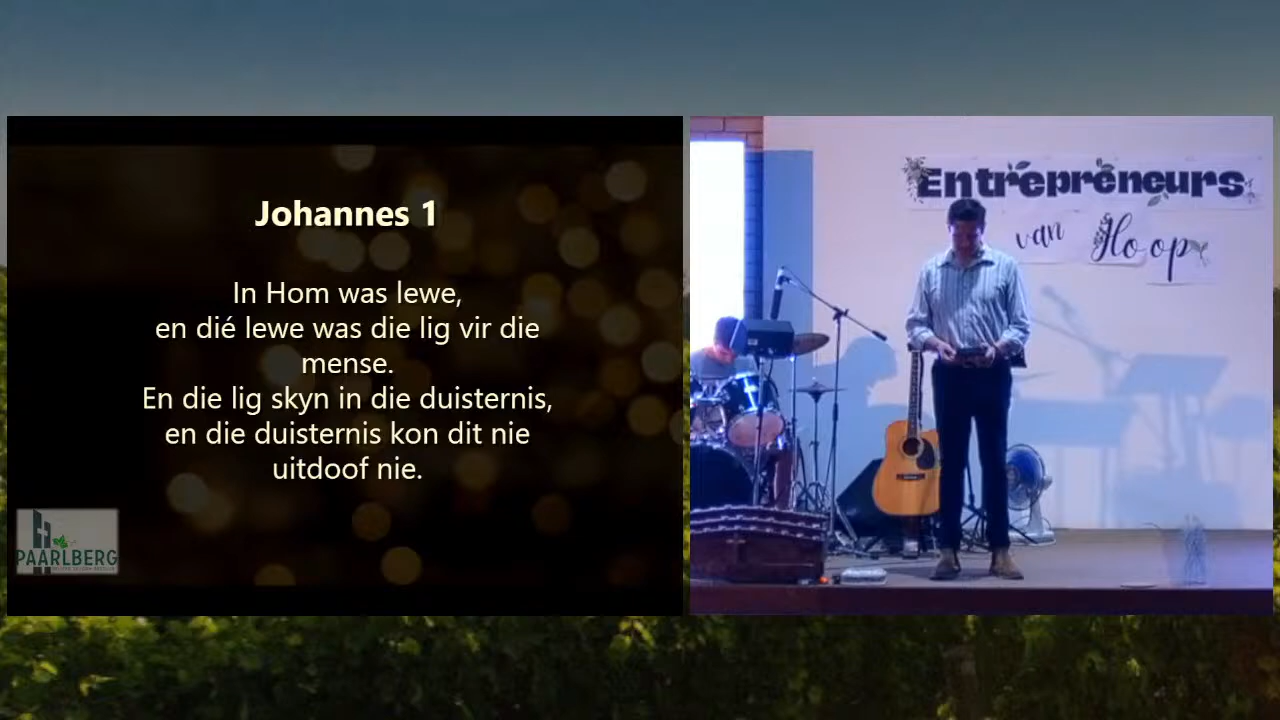 Johannes 1
In Hom was lewe,
en dié lewe was die lig vir die
mense.
En die lig skyn in die duisternis,
en die duisternis kon dit nie
uitdoof nie.
PAARLBERG
Entrepreneurs
van Hoop